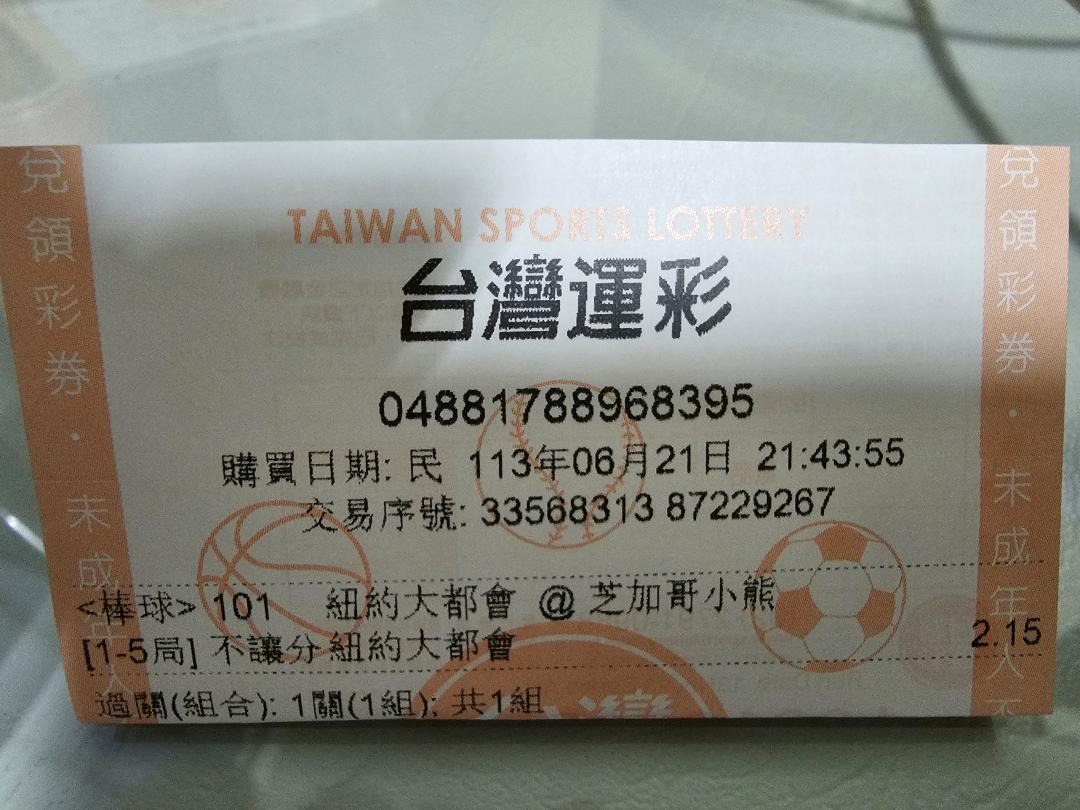 TAIWAN SPORTS LOTTERY
台灣運彩
04881788968395
購買日期: 民 113年06月21日 21:43:55
交易序號: 33568313 87229267
<棒球> 101 紐約大都會 @ 芝加哥小熊
[1-5局] 不讓分 紐約大都會 2.15
過關(組合): 1關(1組); 共1組
兌領彩券．未成年人
兌領彩券．未成年人不
台灣